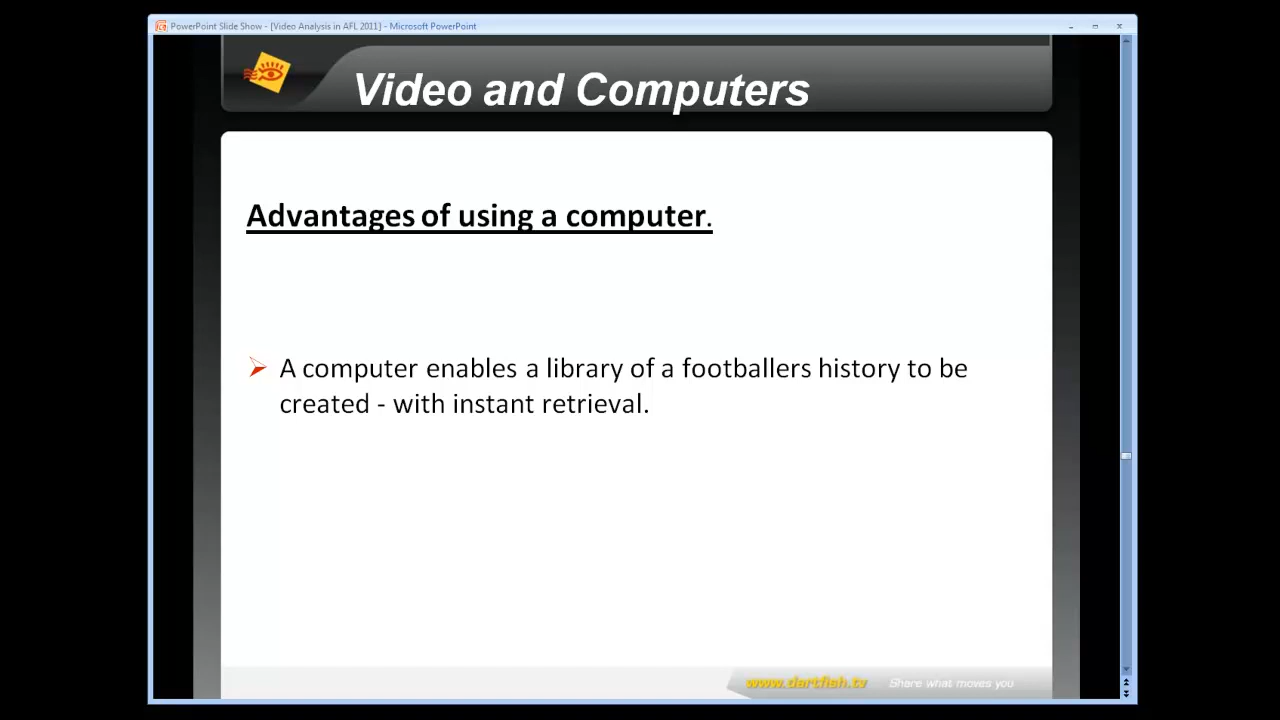 PowerPoint Slide Show - [Video Analysis in AFL 2011] - Microsoft PowerPoint
Video and Computers
Advantages of using a computer.
A computer enables a library of a footballers history to be
created - with instant retrieval.
www.dartfish.tv Share what moves you